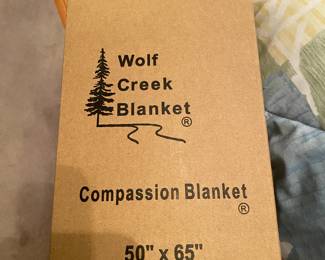 Wolf
Creek
Blanket®
Compassion Blanket®
50" x 65"